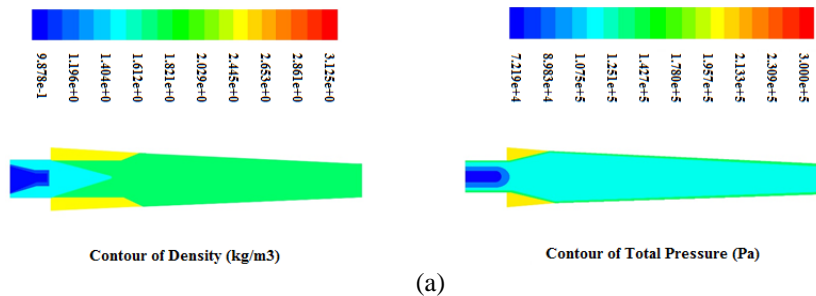 9.878e-1
1.196e+0
1.404e+0
1.612e+0
1.821e+0
2.029e+0
2.445e+0
2.653e+0
2.861e+0
3.125e+0
7.219e+4
8.983e+4
1.075e+5
1.251e+5
1.427e+5
1.780e+5
1.957e+5
2.133e+5
2.309e+5
3.000e+5
Contour of Density (kg/m3)
Contour of Total Pressure (Pa)
(a)